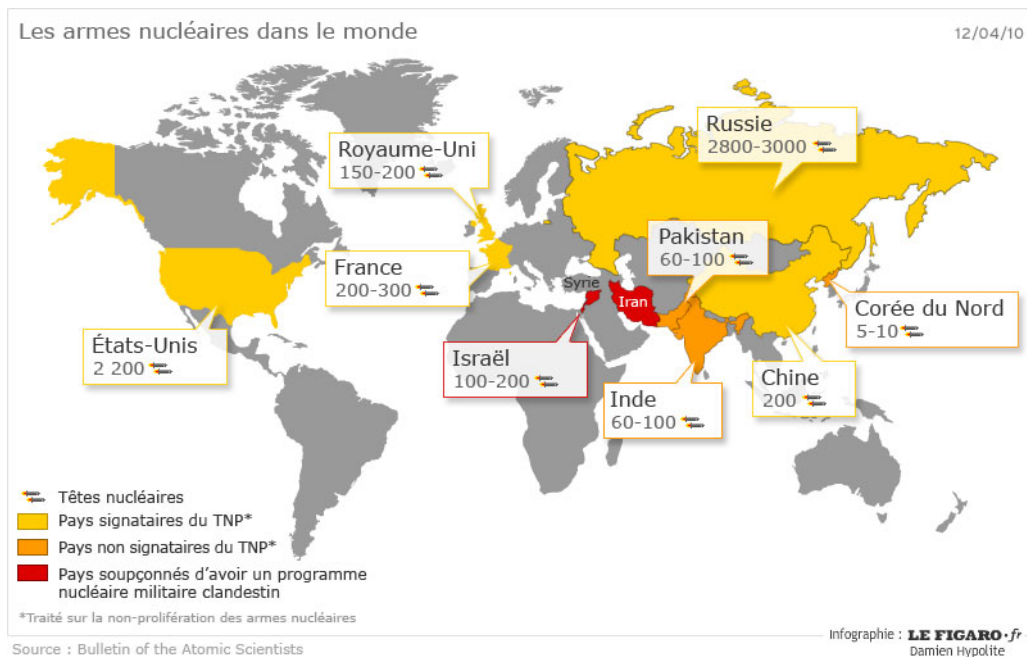 Les armes nucléaires dans le monde
12/04/10
Russie
2800-3000
Royaume-Uni
150-200
Pakistan
60-100
France
200-300
Syrie
Iran
Corée du Nord
5-10
États-Unis
2 200
Israël
100-200
Inde
60-100
Chine
200
Têtes nucléaires
Pays signataires du TNP*
Pays non signataires du TNP*
Pays soupçonnés d'avoir un programme
nucléaire militaire clandestin
*Traité sur la non-prolifération des armes nucléaires
Infographie : LE FIGARO·fr
Damien Hypolite
Source : Bulletin of the Atomic Scientists